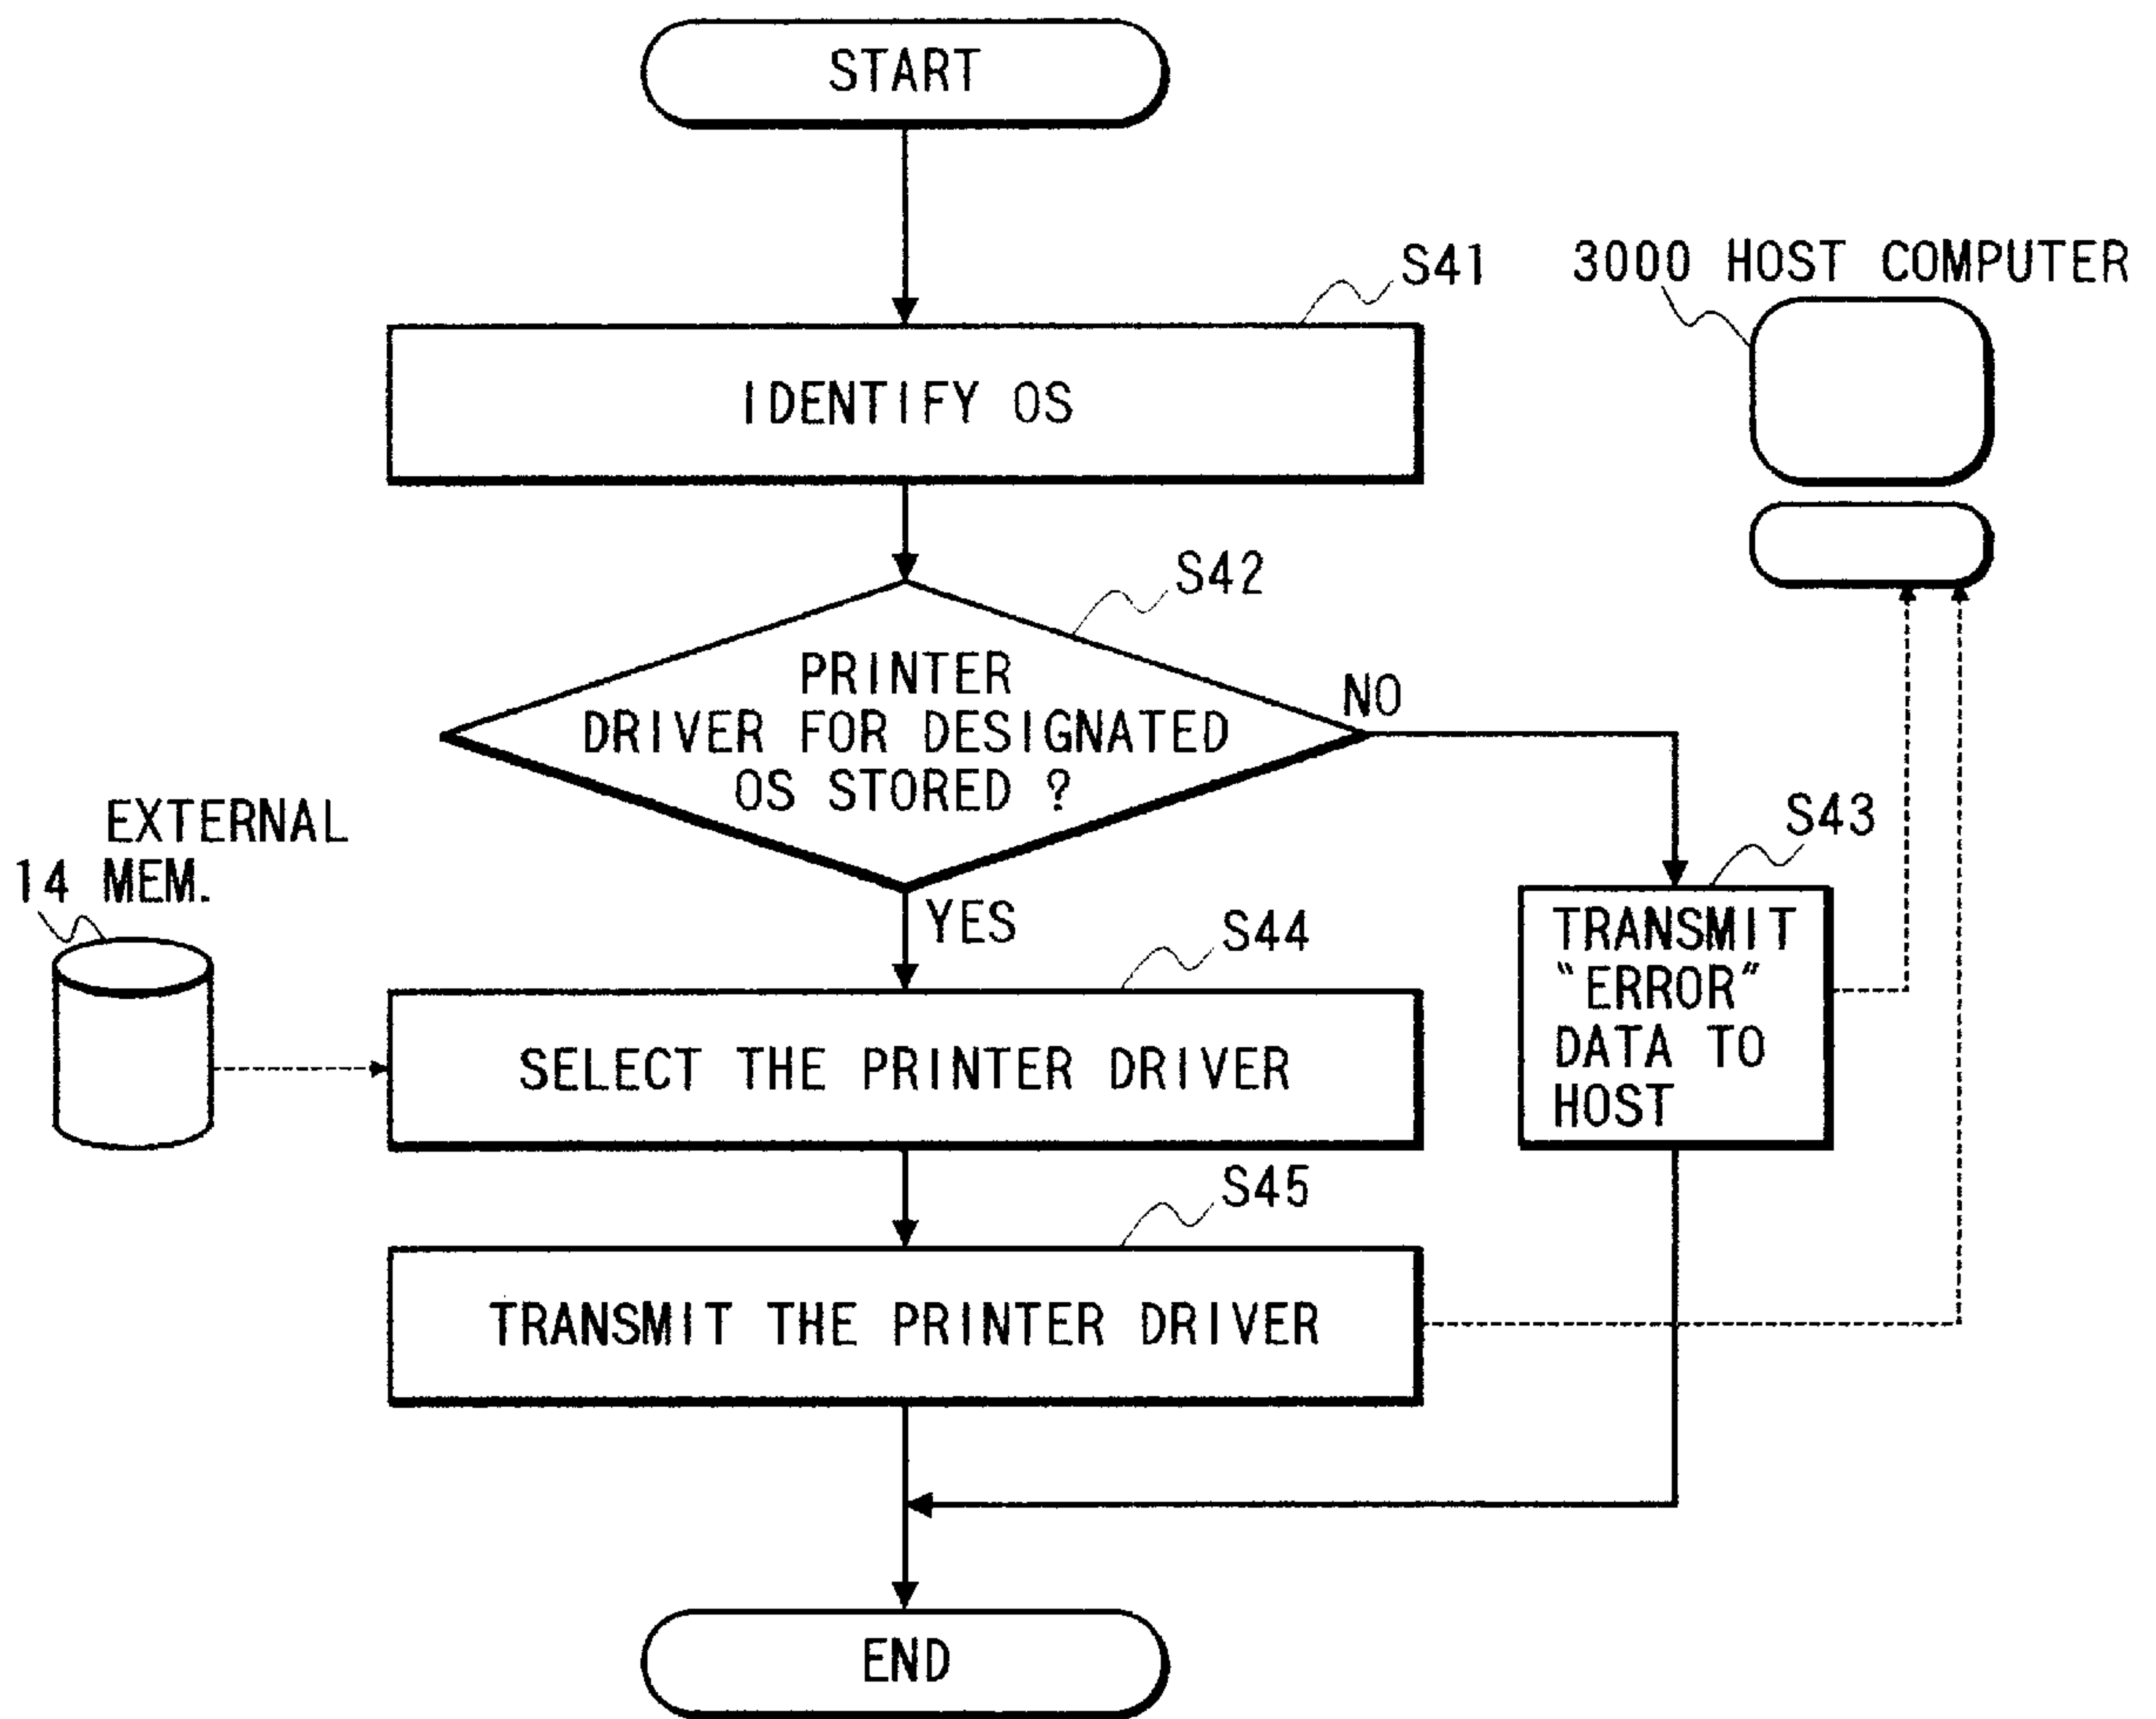 START
S41
3000 HOST COMPUTER
IDENTIFY OS
S42
PRINTER
DRIVER FOR DESIGNATED
OS STORED ?
NO
EXTERNAL
14 MEM.
YES
S43
TRANSMIT
"ERROR"
DATA TO
HOST
S44
SELECT THE PRINTER DRIVER
S45
TRANSMIT THE PRINTER DRIVER
END